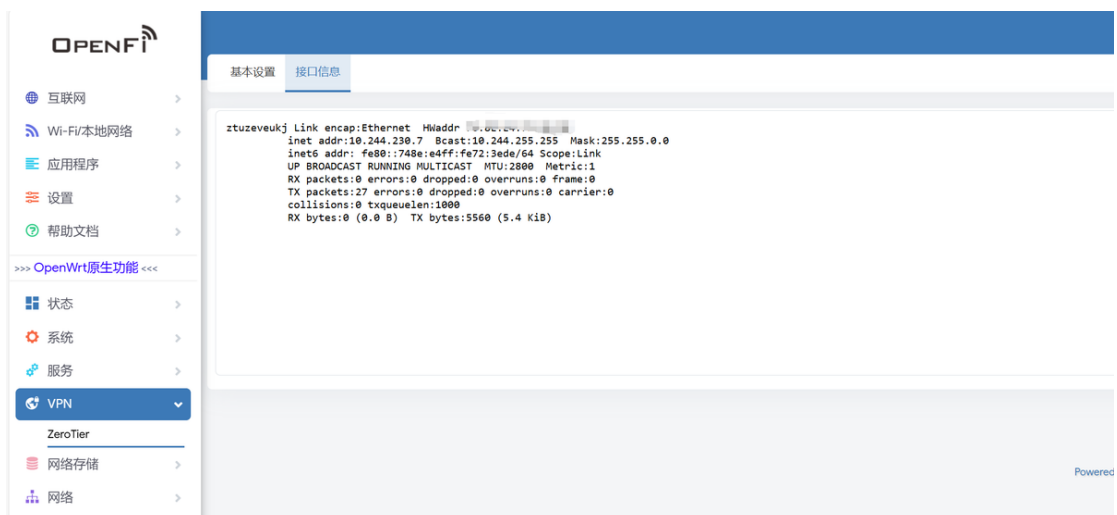 OPENFi
基本设置 接口信息
互联网
Wi-Fi/本地网络
应用程序
设置
帮助文档
>>> OpenWrt原生功能 <<<
状态
系统
服务
VPN
ZeroTier
网络存储
网络
ztuzeveukj Link encap:Ethernet HWaddr
inet addr:10.244.230.7 Bcast:10.244.255.255 Mask:255.255.0.0
inet6 addr: fe80::748e:e4ff:fe72:3ede/64 Scope:Link
UP BROADCAST RUNNING MULTICAST MTU:2800 Metric:1
RX packets:0 errors:0 dropped:0 overruns:0 frame:0
TX packets:27 errors:0 dropped:0 overruns:0 carrier:0
collisions:0 txqueuelen:1000
RX bytes:0 (0.0 B) TX bytes:5560 (5.4 KiB)
Powered